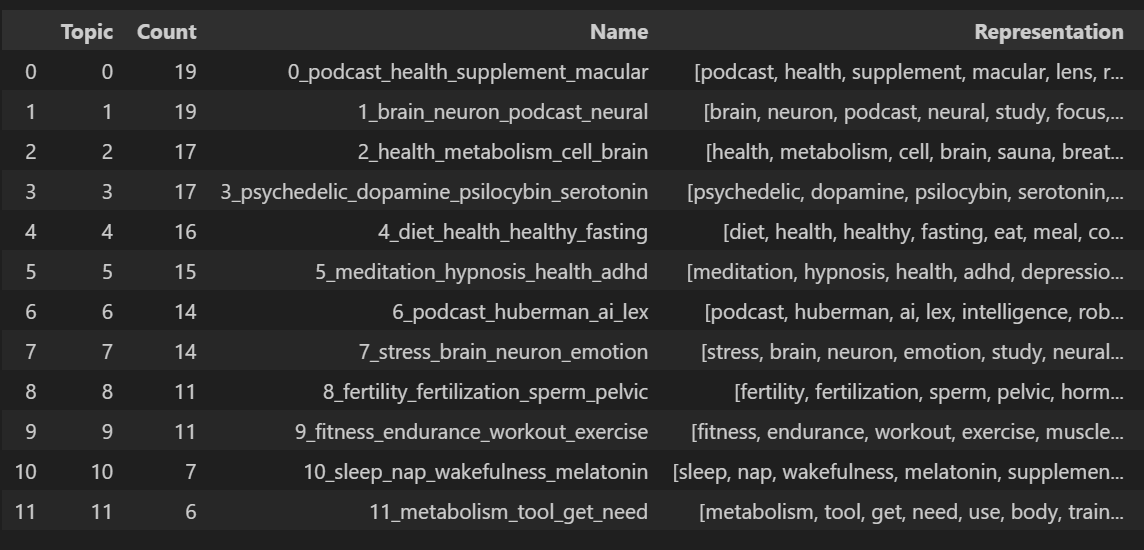 Topic Count Name Representation
0 0 19 0_podcast_health_supplement_macular [podcast, health, supplement, macular, lens, r...
1 1 19 1_brain_neuron_podcast_neural [brain, neuron, podcast, neural, study, focus,...
2 2 17 2_health_metabolism_cell_brain [health, metabolism, cell, brain, sauna, breat...
3 3 17 3_psychedelic_dopamine_psilocybin_serotonin [psychedelic, dopamine, psilocybin, serotonin,...
4 4 16 4_diet_health_healthy_fasting [diet, health, healthy, fasting, eat, meal, co...
5 5 15 5_meditation_hypnosis_health_adhd [meditation, hypnosis, health, adhd, depressio...
6 6 14 6_podcast_huberman_ai_lex [podcast, huberman, ai, lex, intelligence, rob...
7 7 14 7_stress_brain_neuron_emotion [stress, brain, neuron, emotion, study, neural...
8 8 11 8_fertility_fertilization_sperm_pelvic [fertility, fertilization, sperm, pelvic, horm...
9 9 11 9_fitness_endurance_workout_exercise [fitness, endurance, workout, exercise, muscle...
10 10 7 10_sleep_nap_wakefulness_melatonin [sleep, nap, wakefulness, melatonin, supplemen...
11 11 6 11_metabolism_tool_get_need [metabolism, tool, get, need, use, body, train...